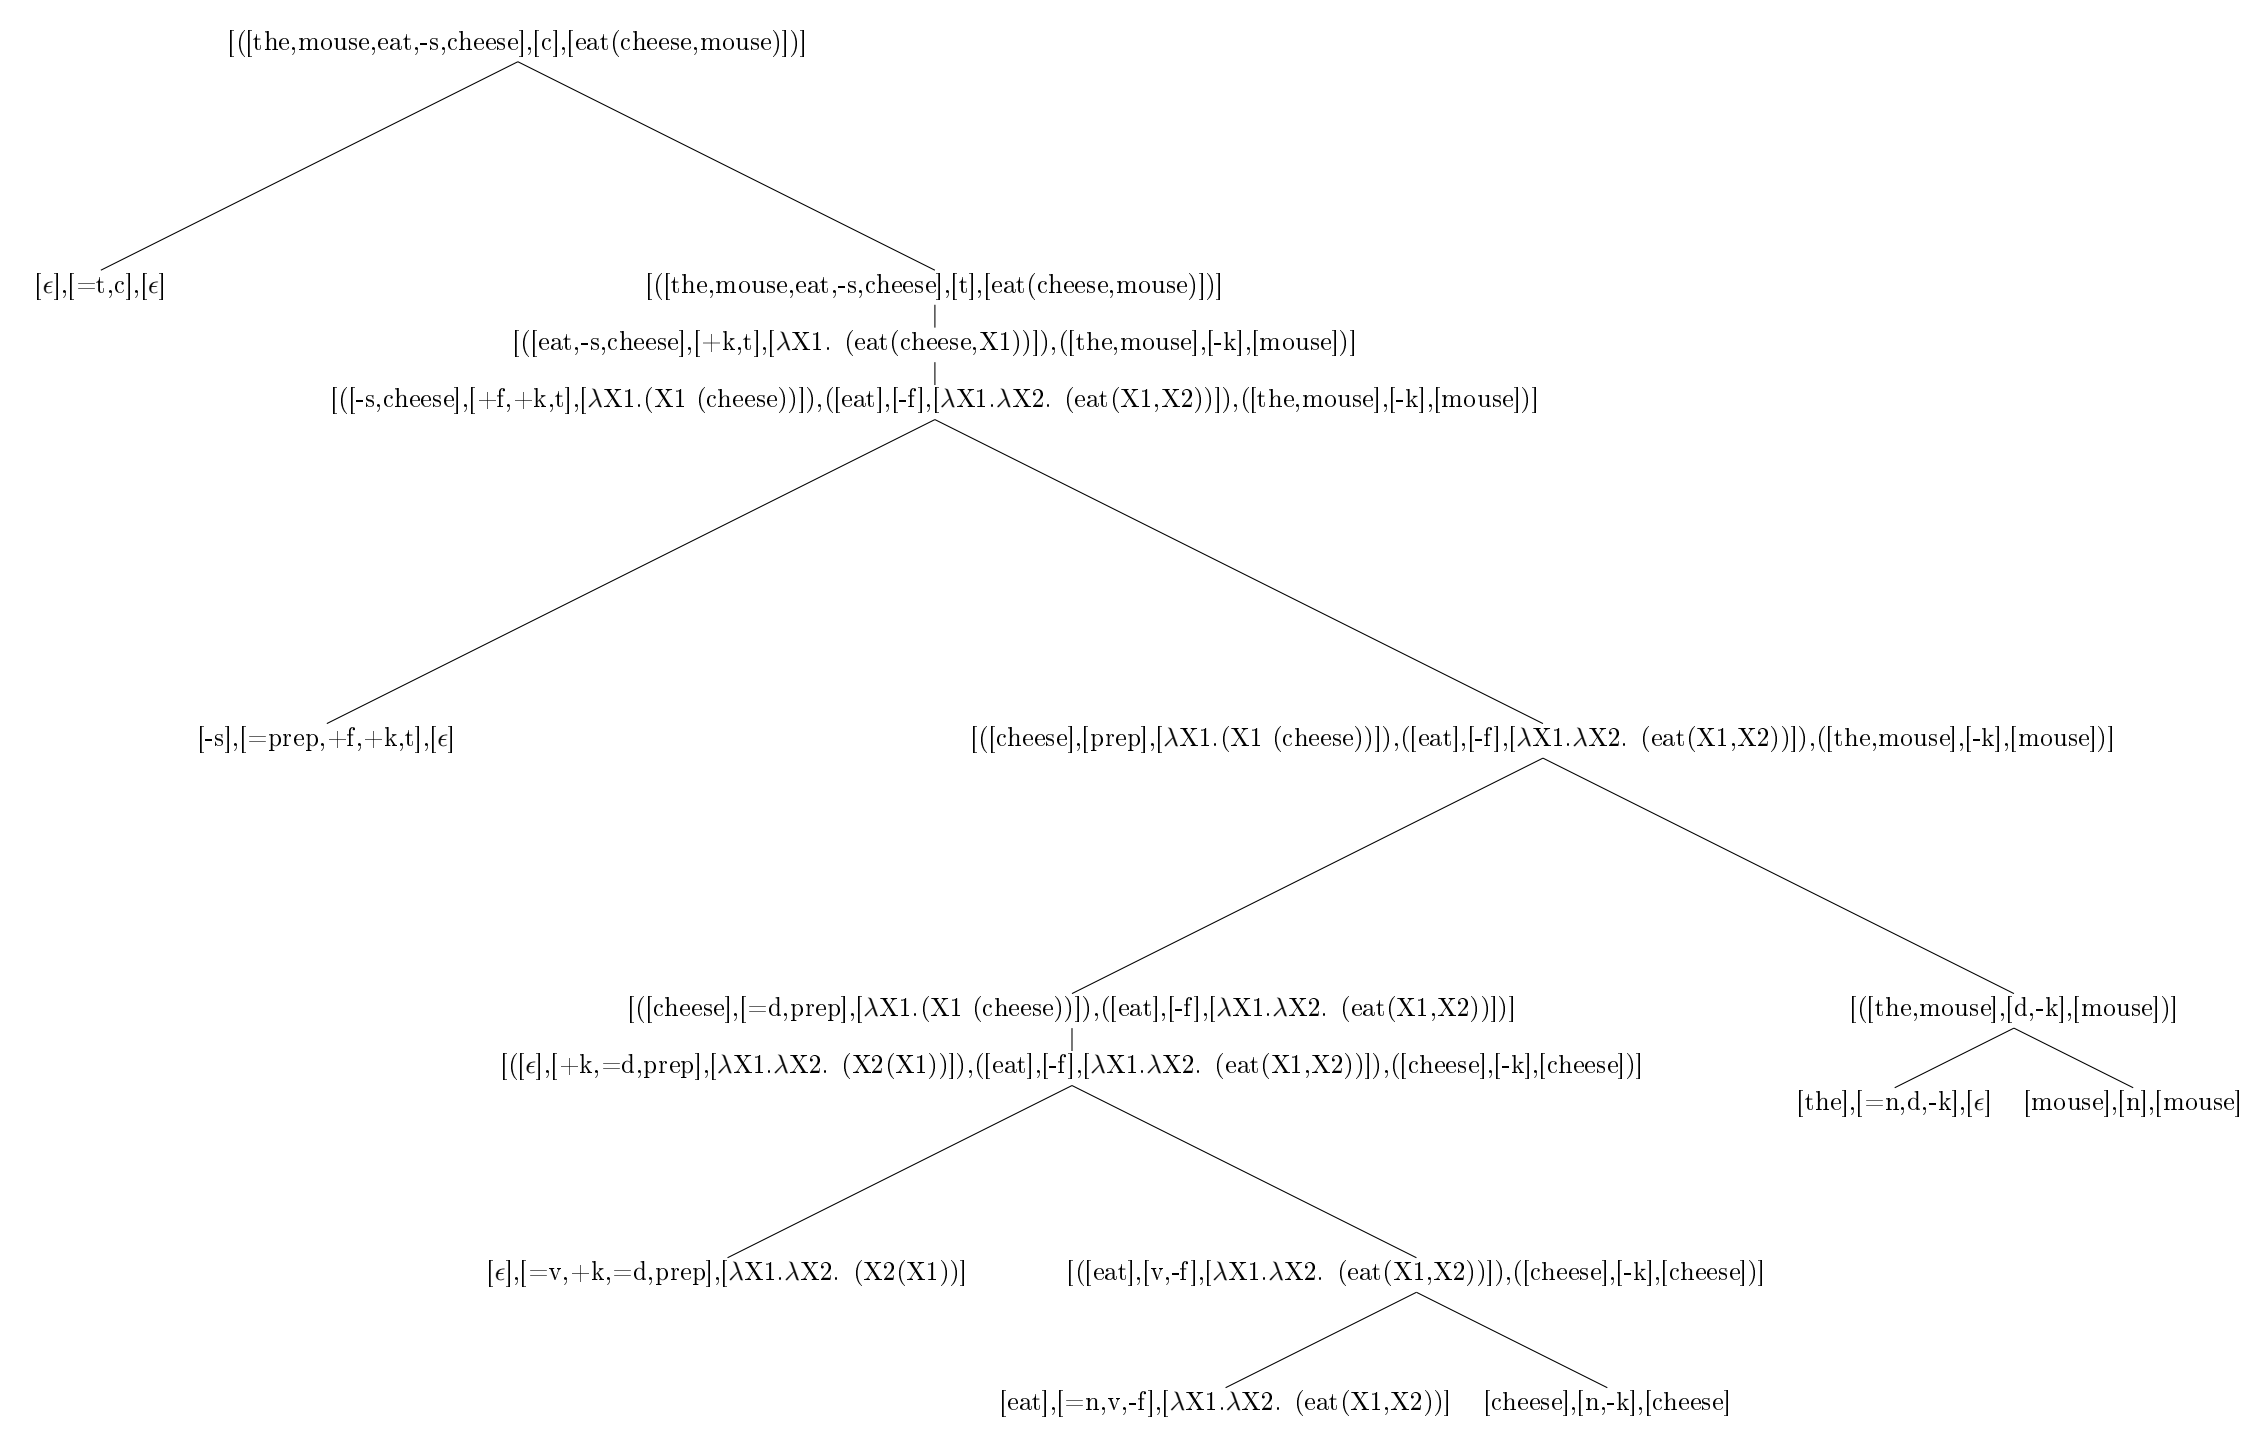 [([the,mouse,eat,-s,cheese],[c],[eat(cheese,mouse)])]
[ϵ],[=t,c],[ϵ]
[([the,mouse,eat,-s,cheese],[t],[eat(cheese,mouse)])]
[([eat,-s,cheese],[+k,t],[λX1. (eat(cheese,X1))]),([the,mouse],[-k],[mouse])]
[([-s,cheese],[+f,+k,t],[λX1.(X1 (cheese))]),([eat],[-f],[λX1.λX2. (eat(X1,X2))]),([the,mouse],[-k],[mouse])]
[-s],[=prep,+f,+k,t],[ϵ]
[([cheese],[prep],[λX1.(X1 (cheese))]),([eat],[-f],[λX1.λX2. (eat(X1,X2))]),([the,mouse],[-k],[mouse])]
[([cheese],[=d,prep],[λX1.(X1 (cheese))]),([eat],[-f],[λX1.λX2. (eat(X1,X2))])]
[([the,mouse],[d,-k],[mouse])]
[([ϵ],[+k,=d,prep],[λX1.λX2. (X2(X1))]),([eat],[-f],[λX1.λX2. (eat(X1,X2))]),([cheese],[-k],[cheese])]
[the],[=n,d,-k],[ϵ]
[mouse],[n],[mouse]
[ϵ],[=v,+k,=d,prep],[λX1.λX2. (X2(X1))]
[([eat],[v,-f],[λX1.λX2. (eat(X1,X2))]),([cheese],[-k],[cheese])]
[eat],[=n,v,-f],[λX1.λX2. (eat(X1,X2))]
[cheese],[n,-k],[cheese]